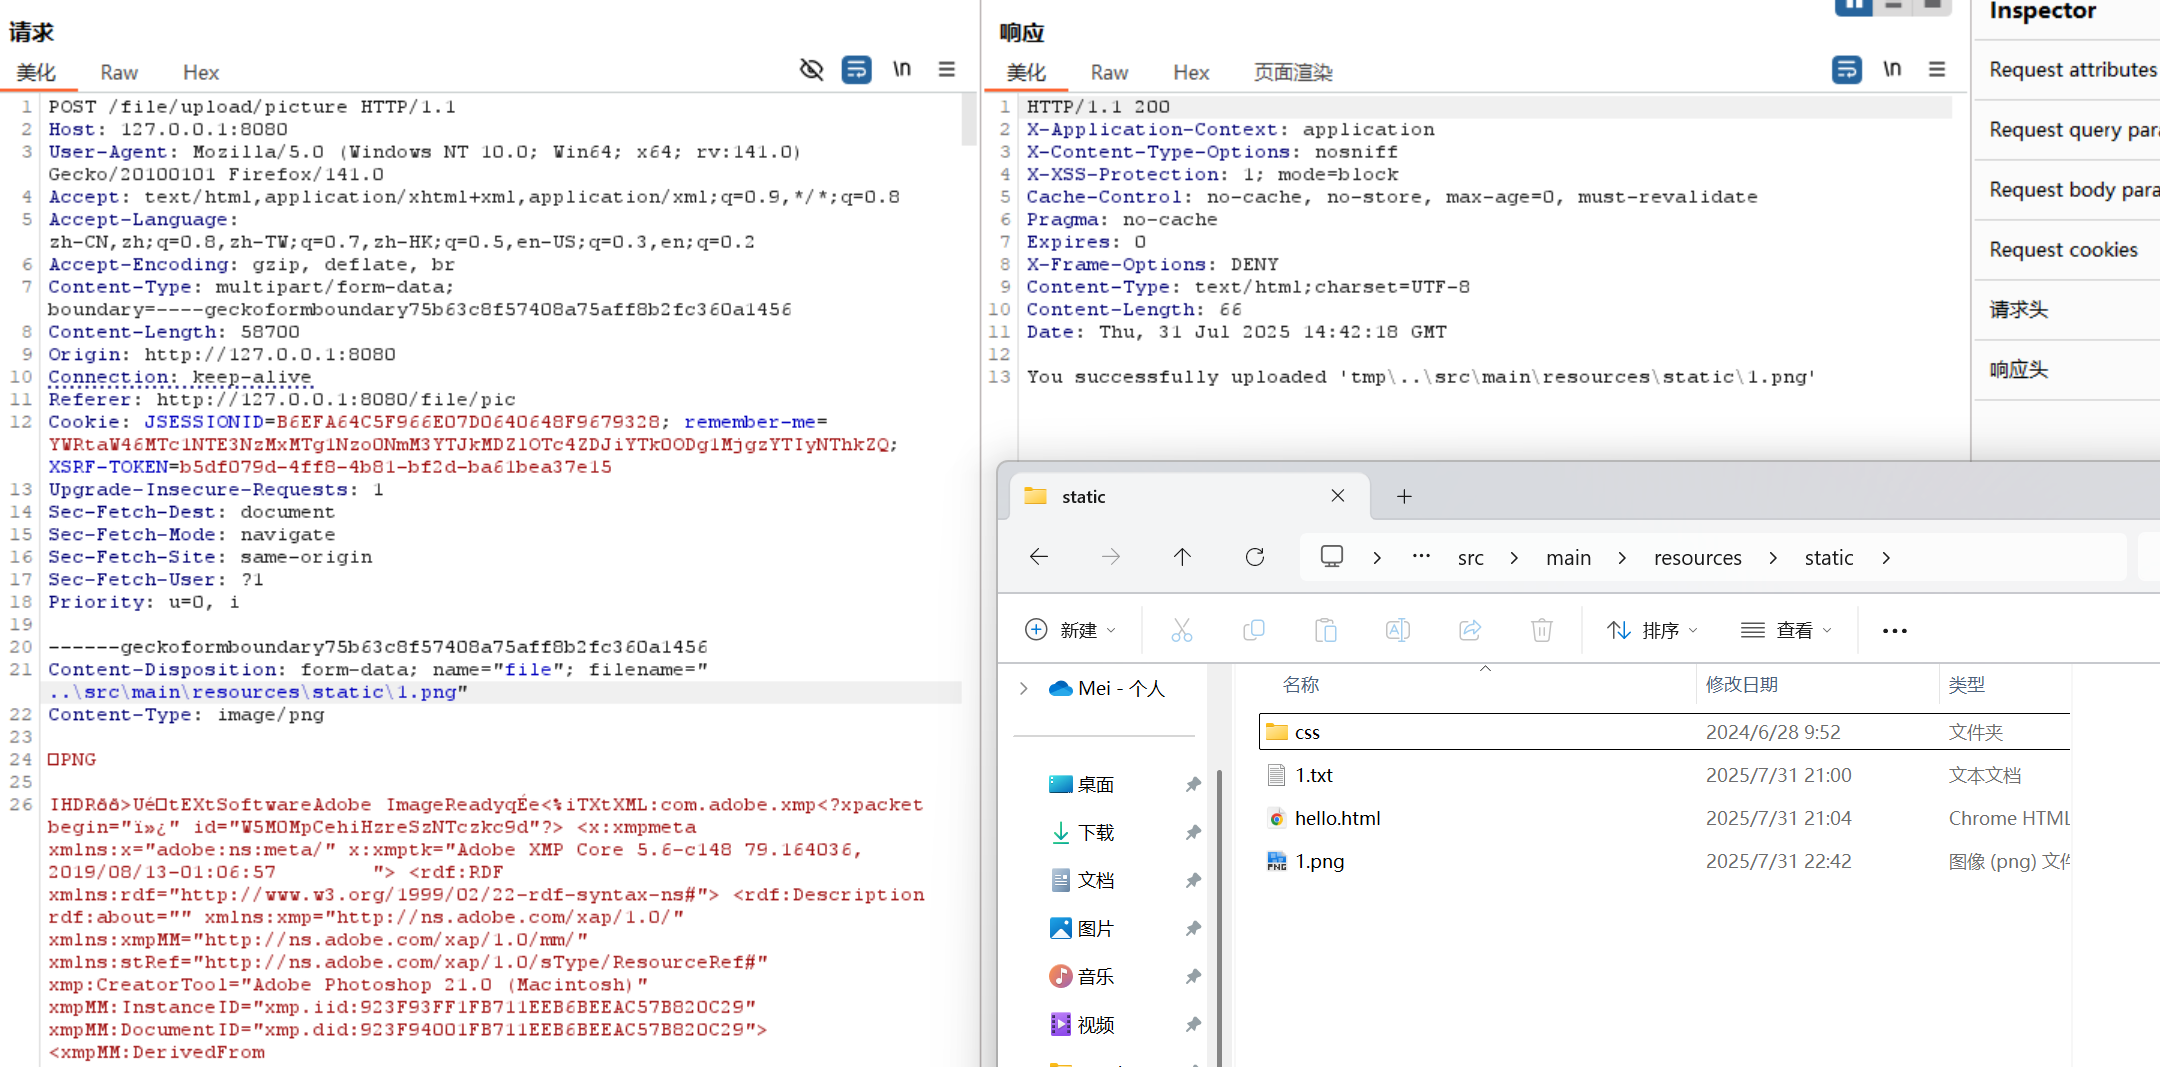 请求
美化 Raw Hex \n
1 POST /file/upload/picture HTTP/1.1
2 Host: 127.0.0.1:8080
3 User-Agent: Mozilla/5.0 (Windows NT 10.0; Win64; x64; rv:141.0)
Gecko/20100101 Firefox/141.0
4 Accept: text/html,application/xhtml+xml,application/xml;q=0.9,*/*;q=0.8
5 Accept-Language:
zh-CN,zh;q=0.8,zh-TW;q=0.7,zh-HK;q=0.5,en-US;q=0.3,en;q=0.2
6 Accept-Encoding: gzip, deflate, br
7 Content-Type: multipart/form-data;
boundary=----geckoformboundary75b63c8f57408a75aff8b2fc360a1456
8 Content-Length: 58700
9 Origin: http://127.0.0.1:8080
10 Connection: keep-alive
11 Referer: http://127.0.0.1:8080/file/pic
12 Cookie: JSESSIONID=B6EFA64C5F966E07D0640648F9679328; remember-me=
YWRtaW46MTc1NTE3NzMxMTg1Nzo0NmM3YTJkMDZlOTc4ZDJiYTk0ODg1MjgzYTIyNThkZQ;
XSRF-TOKEN=b5df079d-4ff8-4b81-bf2d-ba61bea37e15
13 Upgrade-Insecure-Requests: 1
14 Sec-Fetch-Dest: document
15 Sec-Fetch-Mode: navigate
16 Sec-Fetch-Site: same-origin
17 Sec-Fetch-User: ?1
18 Priority: u=0, i
19
20 ------geckoformboundary75b63c8f57408a75aff8b2fc360a1456
21 Content-Disposition: form-data; name="file"; filename="
..\src\main\resources\static\1.png"
22 Content-Type: image/png
23
24 PNG
25
26 IHDRðð>UétEXtSoftwareAdobe ImageReadyqÉe<%iTXtXML:com.adobe.xmp<?xpacket
begin="ï»¿" id="W5M0MpCehiHzreSzNTczkc9d"?> <x:xmpmeta
xmlns:x="adobe:ns:meta/" x:xmptk="Adobe XMP Core 5.6-c148 79.164036,
2019/08/13-01:06:57 "> <rdf:RDF
xmlns:rdf="http://www.w3.org/1999/02/22-rdf-syntax-ns#"> <rdf:Description
rdf:about="" xmlns:xmp="http://ns.adobe.com/xap/1.0/"
xmlns:xmpMM="http://ns.adobe.com/xap/1.0/mm/"
xmlns:stRef="http://ns.adobe.com/xap/1.0/sType/ResourceRef#"
xmp:CreatorTool="Adobe Photoshop 21.0 (Macintosh)"
xmpMM:InstanceID="xmp.iid:923F93FF1FB711EEB6BEEAC57B820C29"
xmpMM:DocumentID="xmp.did:923F94001FB711EEB6BEEAC57B820C29">
<xmpMM:DerivedFrom
响应
美化 Raw Hex 页面渲染 \n
1 HTTP/1.1 200
2 X-Application-Context: application
3 X-Content-Type-Options: nosniff
4 X-XSS-Protection: 1; mode=block
5 Cache-Control: no-cache, no-store, max-age=0, must-revalidate
6 Pragma: no-cache
7 Expires: 0
8 X-Frame-Options: DENY
9 Content-Type: text/html;charset=UTF-8
10 Content-Length: 66
11 Date: Thu, 31 Jul 2025 14:42:18 GMT
12
13 You successfully uploaded 'tmp\..\src\main\resources\static\1.png'
Inspector
Request attributes
Request query par
Request body para
Request cookies
请求头
响应头
static
… src main resources static
新建 排序 查看
Mei - 个人
桌面
下载
文档
图片
音乐
视频
名称 修改日期 类型
css 2024/6/28 9:52 文件夹
1.txt 2025/7/31 21:00 文本文档
hello.html 2025/7/31 21:04 Chrome HTML
PNG 1.png 2025/7/31 22:42 图像 (png) 文件